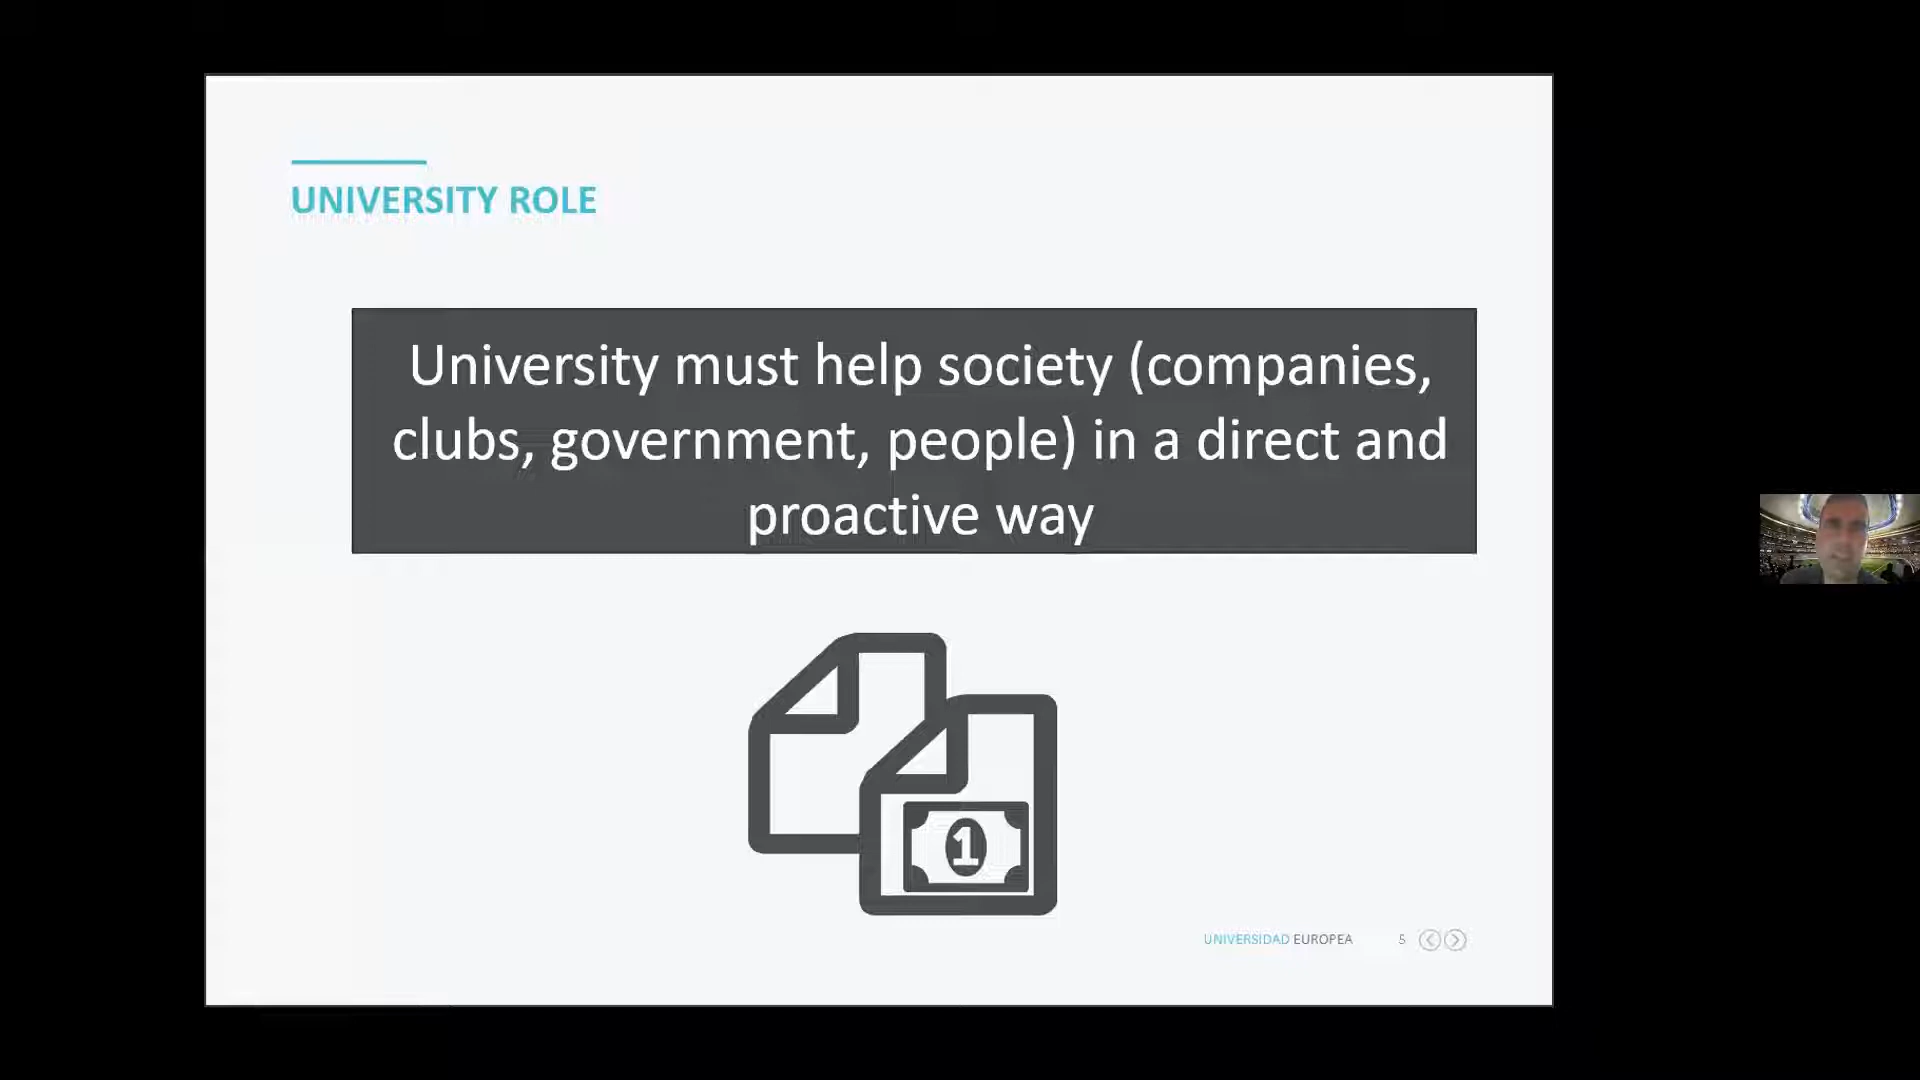 UNIVERSITY ROLE
University must help society (companies,
clubs, government, people) in a direct and
proactive way
1
UNIVERSIDAD EUROPEA 5